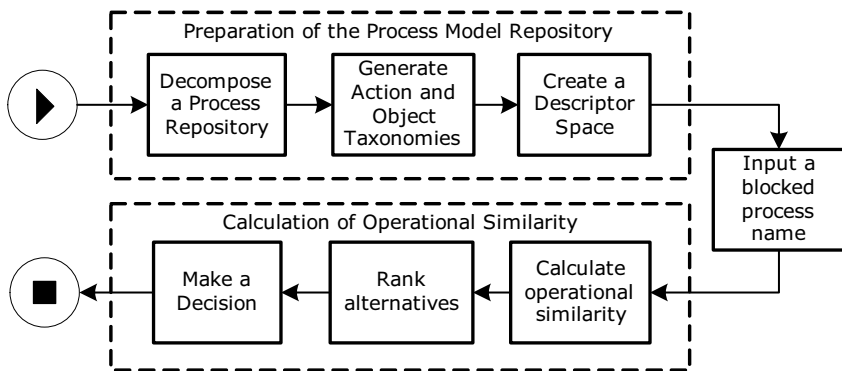 Preparation of the Process Model Repository
Decompose
a Process
Repository
Generate
Action and
Object
Taxonomies
Create a
Descriptor
Space
Input a
blocked
process
name
Calculation of Operational Similarity
Calculate
operational
similarity
Rank
alternatives
Make a
Decision